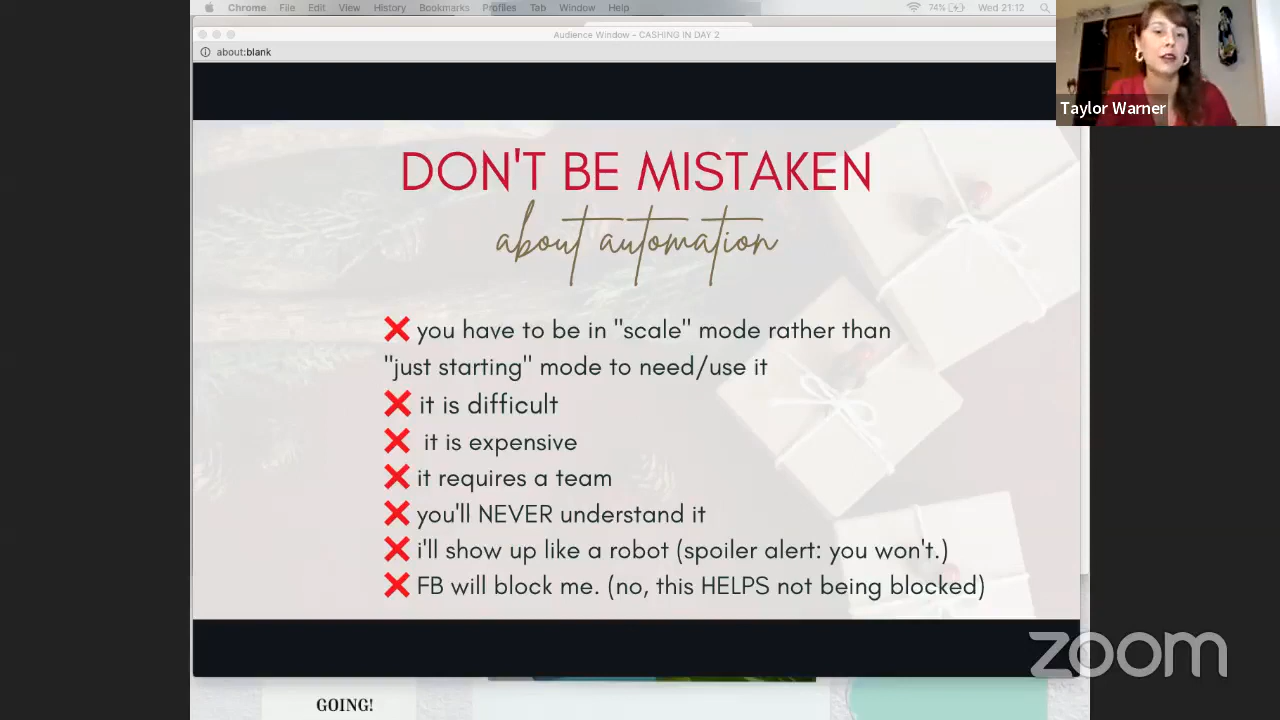 Chrome File Edit View History Bookmarks Profiles Tab Window Help 74% Wed 21:12
Audience Window – CASHING IN DAY 2
about:blank
Taylor Warner
DON'T BE MISTAKEN
about automation
❌ you have to be in "scale" mode rather than
"just starting" mode to need/use it
❌ it is difficult
❌ it is expensive
❌ it requires a team
❌ you'll NEVER understand it
❌ i'll show up like a robot (spoiler alert: you won't.)
❌ FB will block me. (no, this HELPS not being blocked)
zoom
GOING!